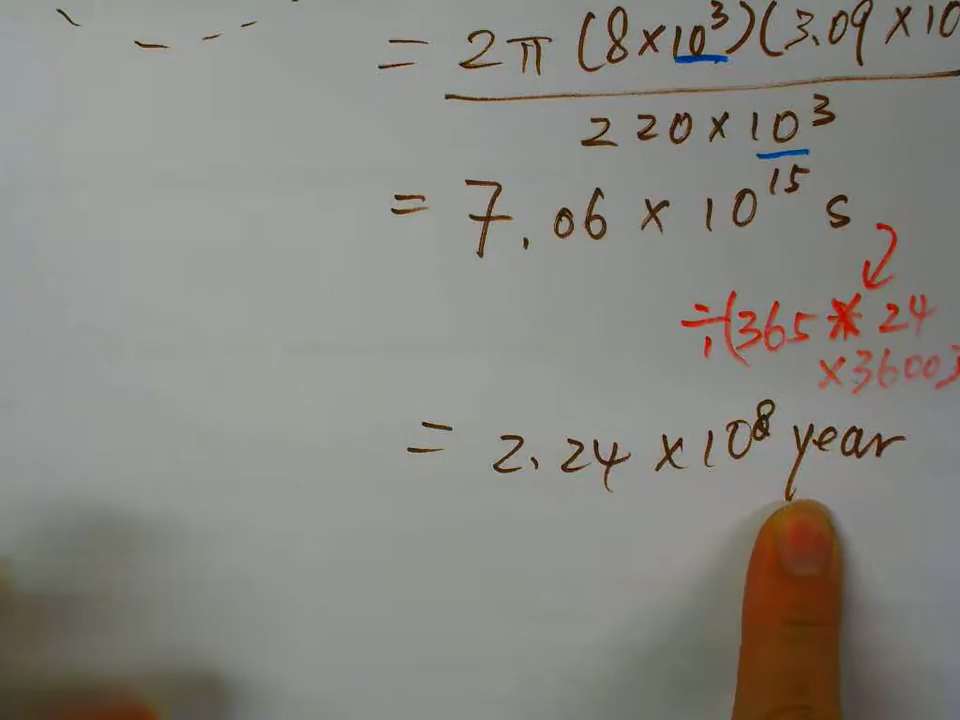 = 2π (8×10³)(3.09×10
220×10³
= 7.06 × 10¹⁵ s
÷(365 × 24
×3600)
= 2.24 ×10⁸ year